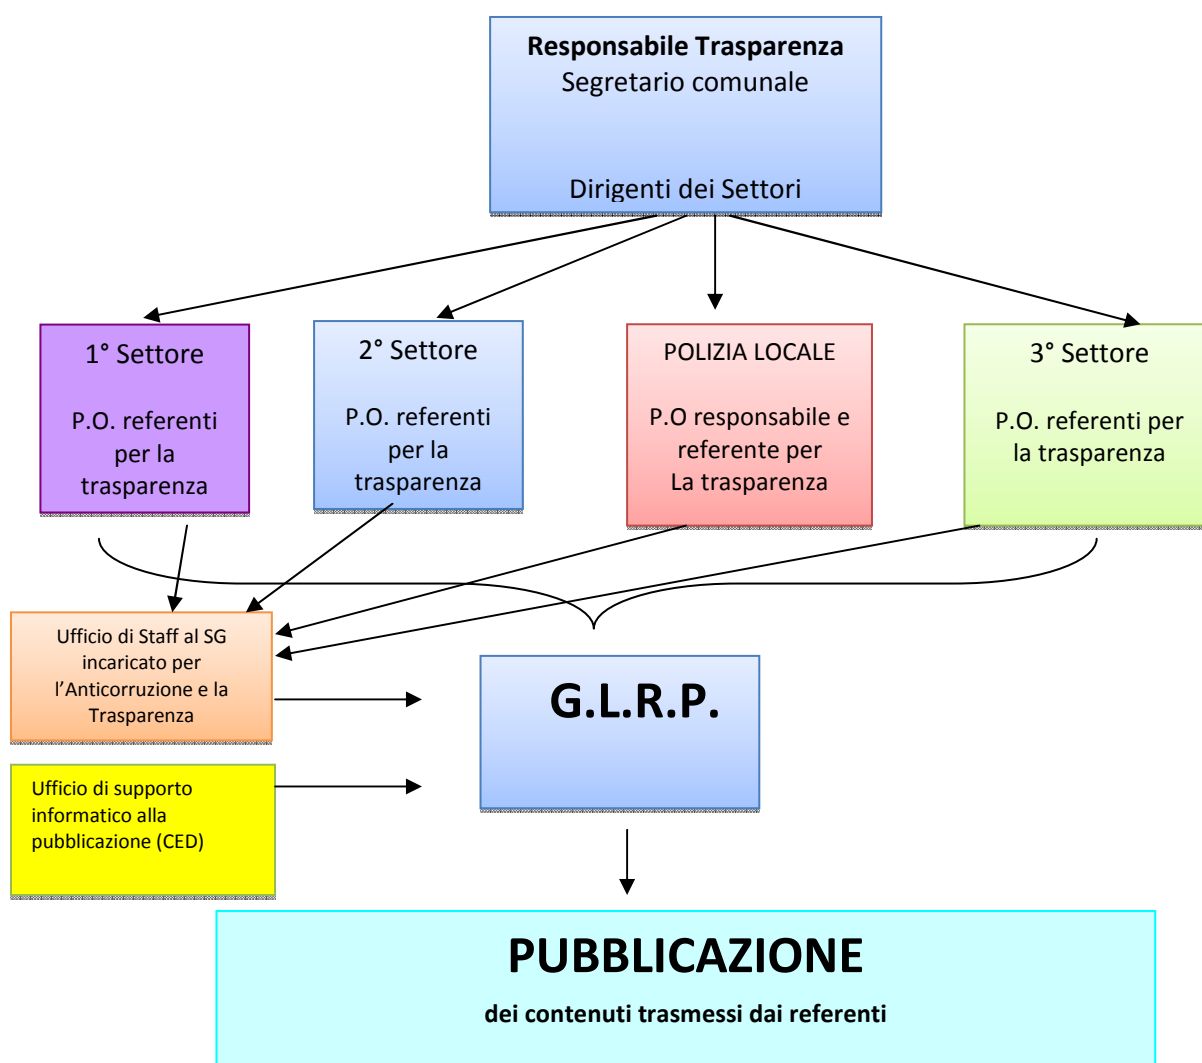 Responsabile Trasparenza
Segretario comunale
Dirigenti dei Settori
1° Settore
P.O. referenti
per la
trasparenza
2° Settore
P.O. referenti
per la
trasparenza
POLIZIA LOCALE
P.O responsabile e
referente per
La trasparenza
3° Settore
P.O. referenti per
la trasparenza
Ufficio di Staff al SG
incaricato per
l’Anticorruzione e la
Trasparenza
G.L.R.P.
Ufficio di supporto
informatico alla
pubblicazione (CED)
PUBBLICAZIONE
dei contenuti trasmessi dai referenti